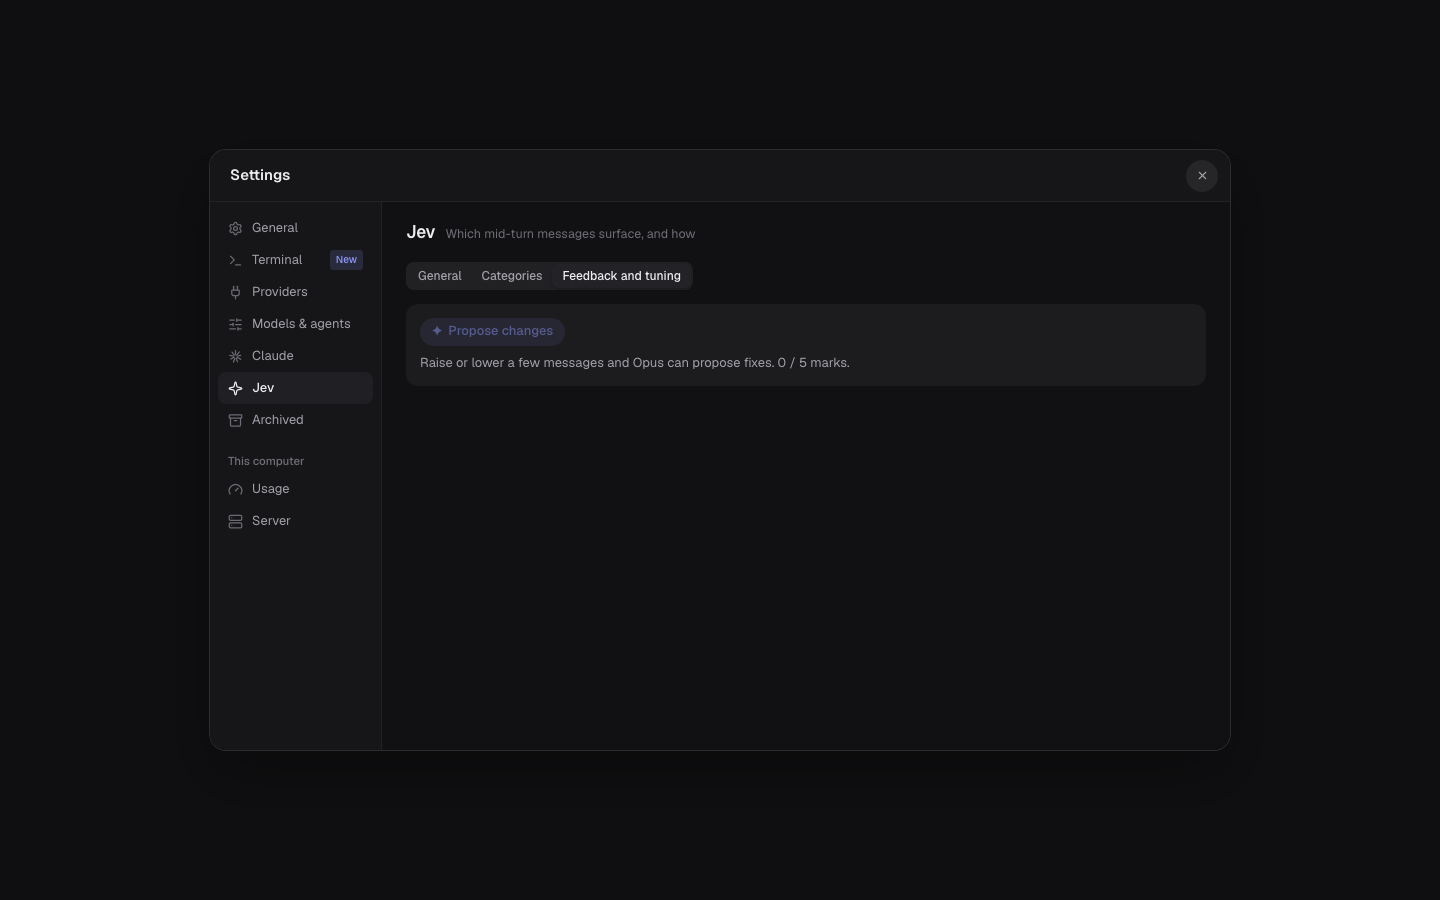 Settings
General
Terminal New
Providers
Models & agents
Claude
Jev
Archived
This computer
Usage
Server
Jev Which mid-turn messages surface, and how
General Categories Feedback and tuning
Propose changes
Raise or lower a few messages and Opus can propose fixes. 0 / 5 marks.